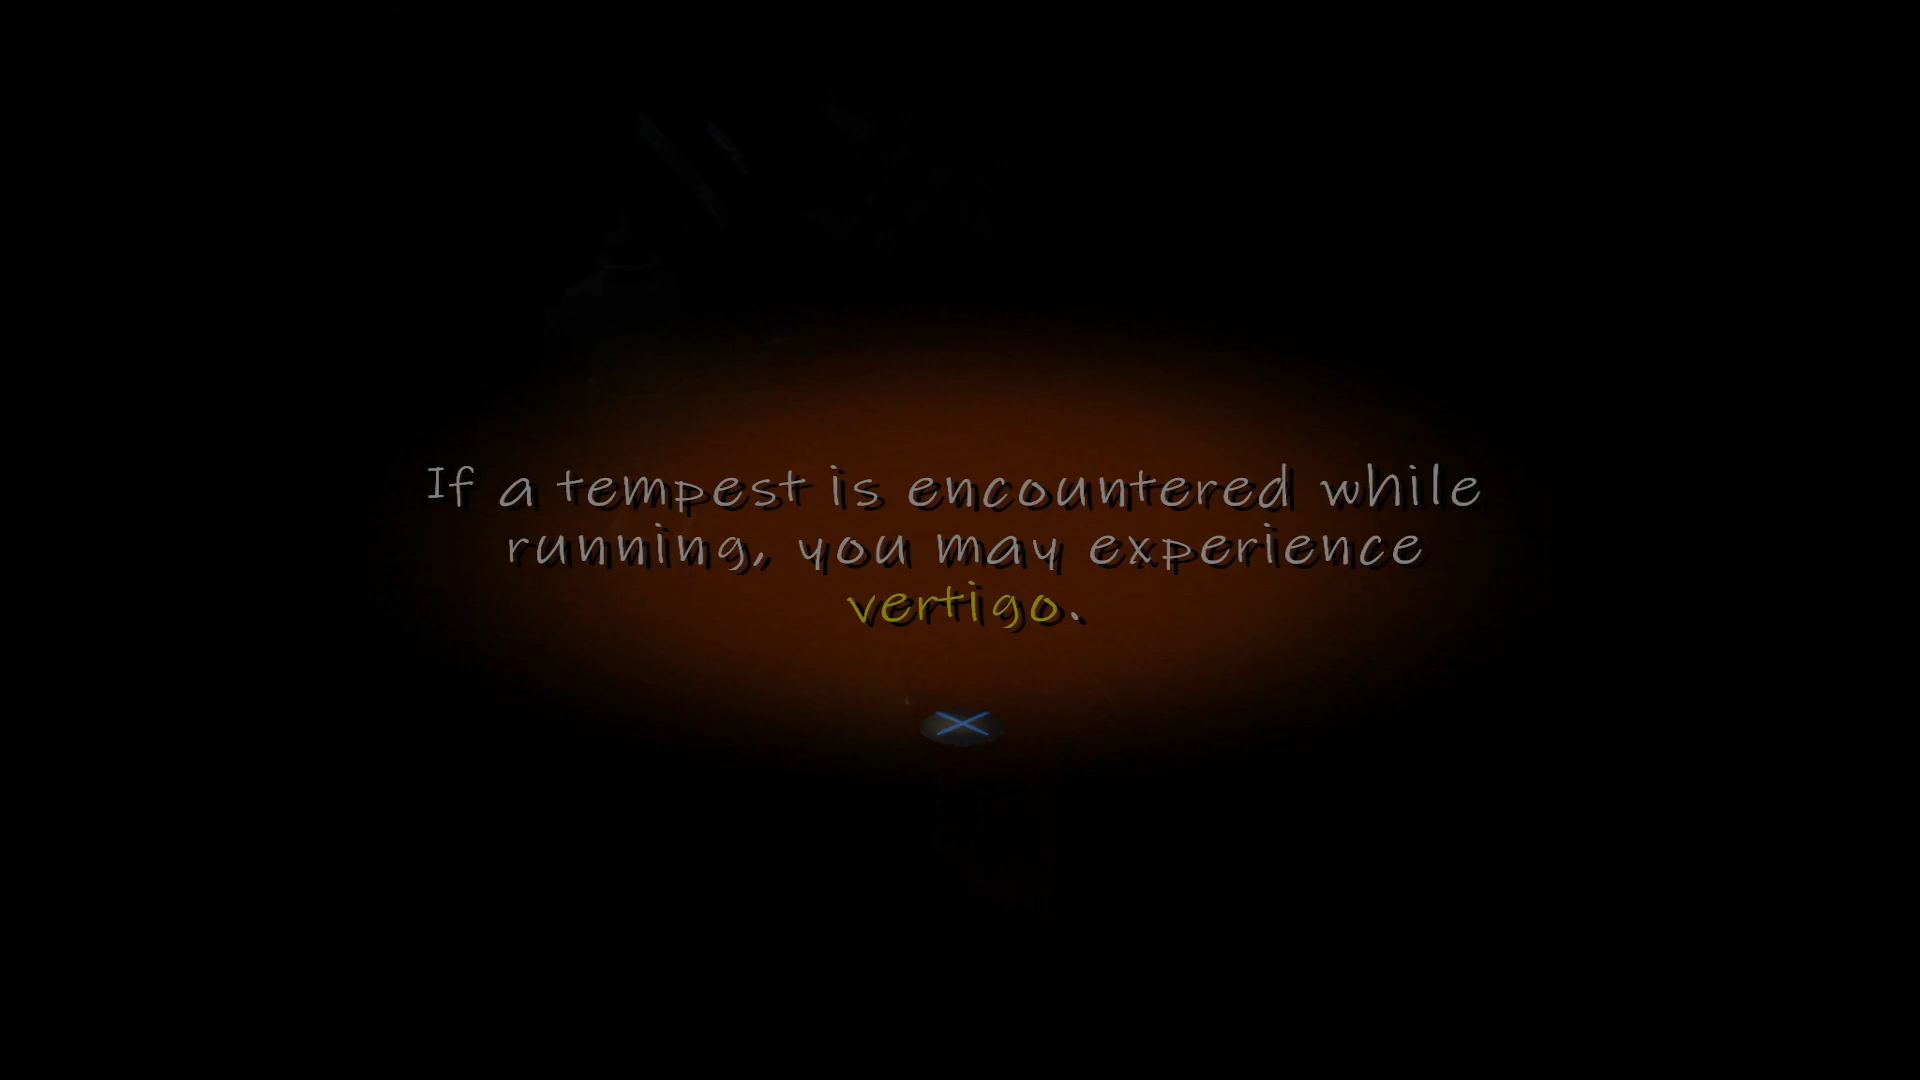 If a tempest is encountered while
running, you may experience
vertigo.